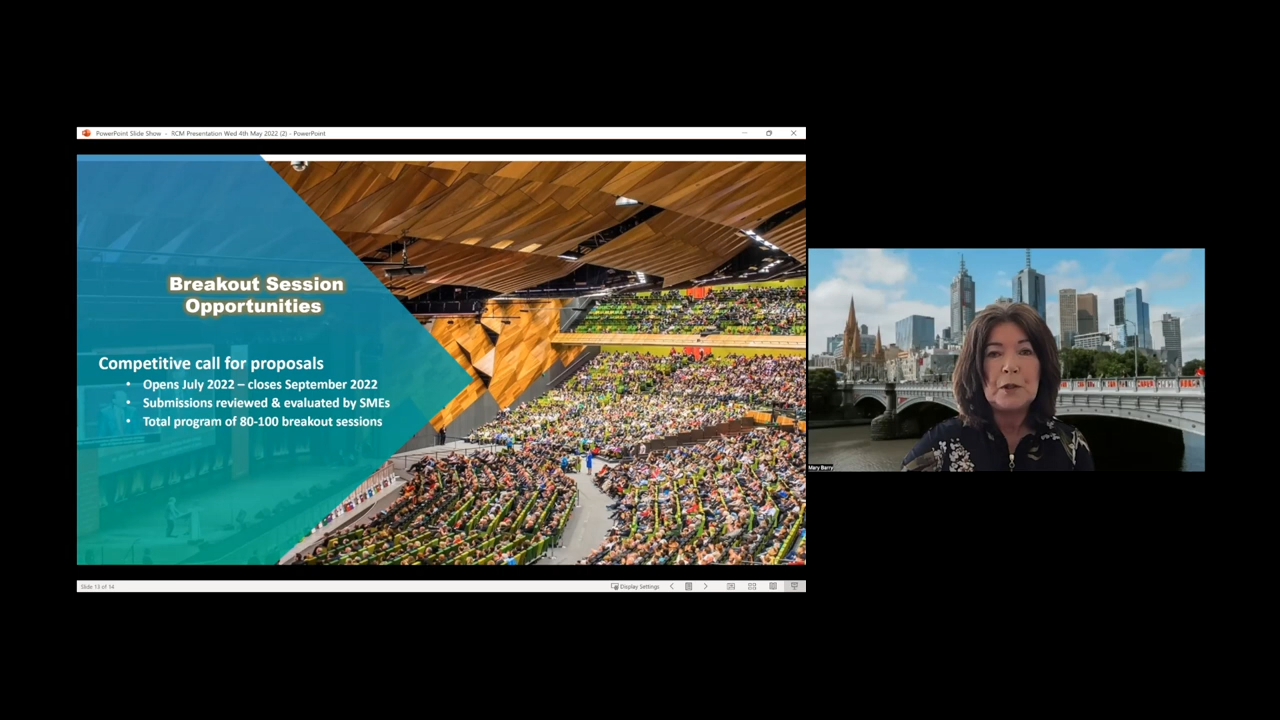 PowerPoint Slide Show - RCM Presentation Wed 4th May 2022 (2) - PowerPoint
Breakout Session
Opportunities
Competitive call for proposals
• Opens July 2022 – closes September 2022
• Submissions reviewed & evaluated by SMEs
• Total program of 80-100 breakout sessions
Mary Barry
Slide 13 of 14
Display Settings